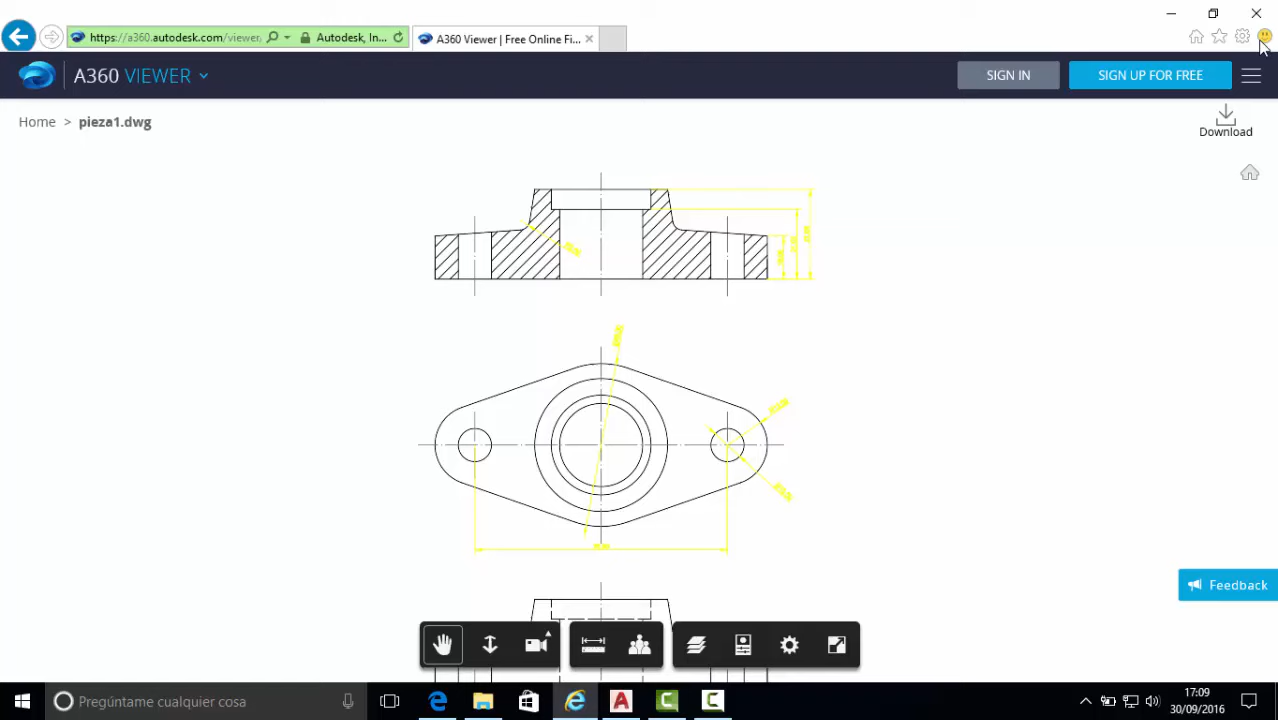 https://a360.autodesk.com/viewer,
Autodesk, In...
A360 Viewer | Free Online Fi...
A360 VIEWER
SIGN IN
SIGN UP FOR FREE
Home > pieza1.dwg
Download
Feedback
Pregúntame cualquier cosa
17:09
30/09/2016